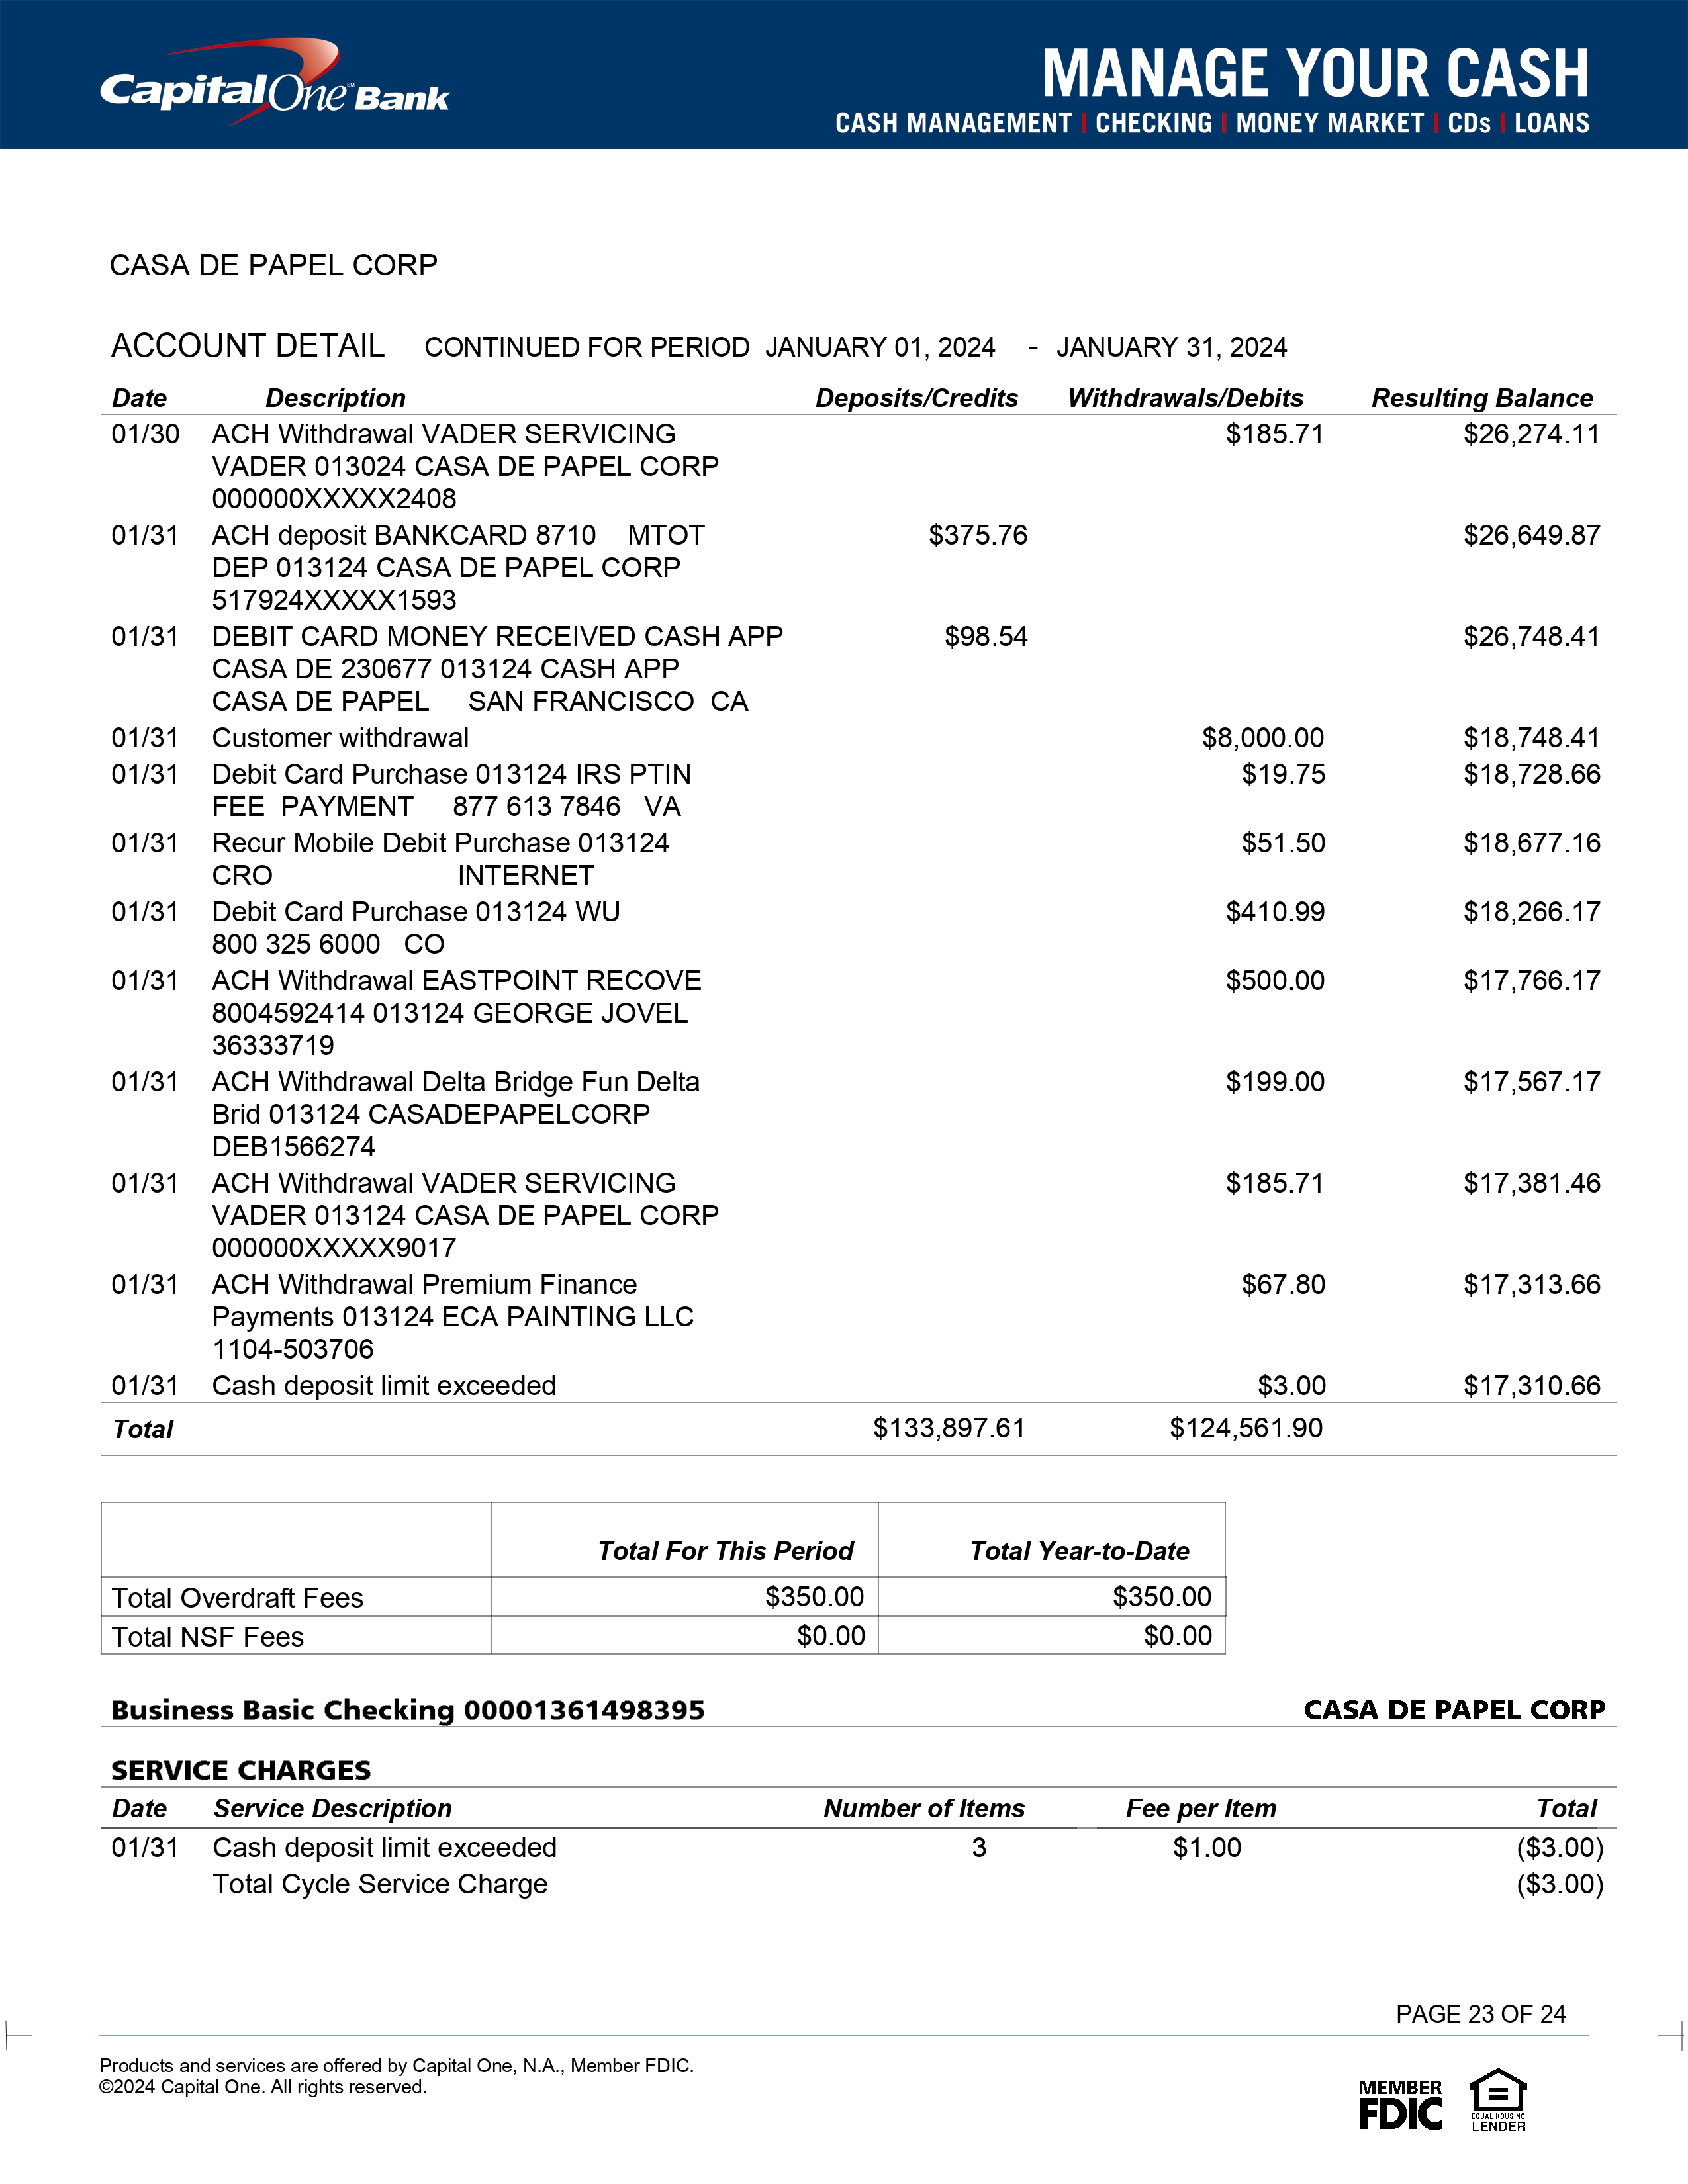 Capital One Bank
MANAGE YOUR CASH
CASH MANAGEMENT | CHECKING | MONEY MARKET | CDs | LOANS
CASA DE PAPEL CORP
ACCOUNT DETAIL CONTINUED FOR PERIOD JANUARY 01, 2024 - JANUARY 31, 2024
Date Description Deposits/Credits Withdrawals/Debits Resulting Balance
01/30 ACH Withdrawal VADER SERVICING $185.71 $26,274.11
VADER 013024 CASA DE PAPEL CORP
000000XXXXX2408
01/31 ACH deposit BANKCARD 8710 MTOT $375.76 $26,649.87
DEP 013124 CASA DE PAPEL CORP
517924XXXXX1593
01/31 DEBIT CARD MONEY RECEIVED CASH APP $98.54 $26,748.41
CASA DE 230677 013124 CASH APP
CASA DE PAPEL SAN FRANCISCO CA
01/31 Customer withdrawal $8,000.00 $18,748.41
01/31 Debit Card Purchase 013124 IRS PTIN $19.75 $18,728.66
FEE PAYMENT 877 613 7846 VA
01/31 Recur Mobile Debit Purchase 013124 $51.50 $18,677.16
CRO INTERNET
01/31 Debit Card Purchase 013124 WU $410.99 $18,266.17
800 325 6000 CO
01/31 ACH Withdrawal EASTPOINT RECOVE $500.00 $17,766.17
8004592414 013124 GEORGE JOVEL
36333719
01/31 ACH Withdrawal Delta Bridge Fun Delta $199.00 $17,567.17
Brid 013124 CASADEPAPELCORP
DEB1566274
01/31 ACH Withdrawal VADER SERVICING $185.71 $17,381.46
VADER 013124 CASA DE PAPEL CORP
000000XXXXX9017
01/31 ACH Withdrawal Premium Finance $67.80 $17,313.66
Payments 013124 ECA PAINTING LLC
1104-503706
01/31 Cash deposit limit exceeded $3.00 $17,310.66
Total $133,897.61 $124,561.90
Total For This Period Total Year-to-Date
Total Overdraft Fees $350.00 $350.00
Total NSF Fees $0.00 $0.00
Business Basic Checking 00001361498395 CASA DE PAPEL CORP
SERVICE CHARGES
Date Service Description Number of Items Fee per Item Total
01/31 Cash deposit limit exceeded 3 $1.00 ($3.00)
Total Cycle Service Charge ($3.00)
PAGE 23 OF 24
Products and services are offered by Capital One, N.A., Member FDIC.
©2024 Capital One. All rights reserved.
MEMBER
FDIC
EQUAL HOUSING
LENDER